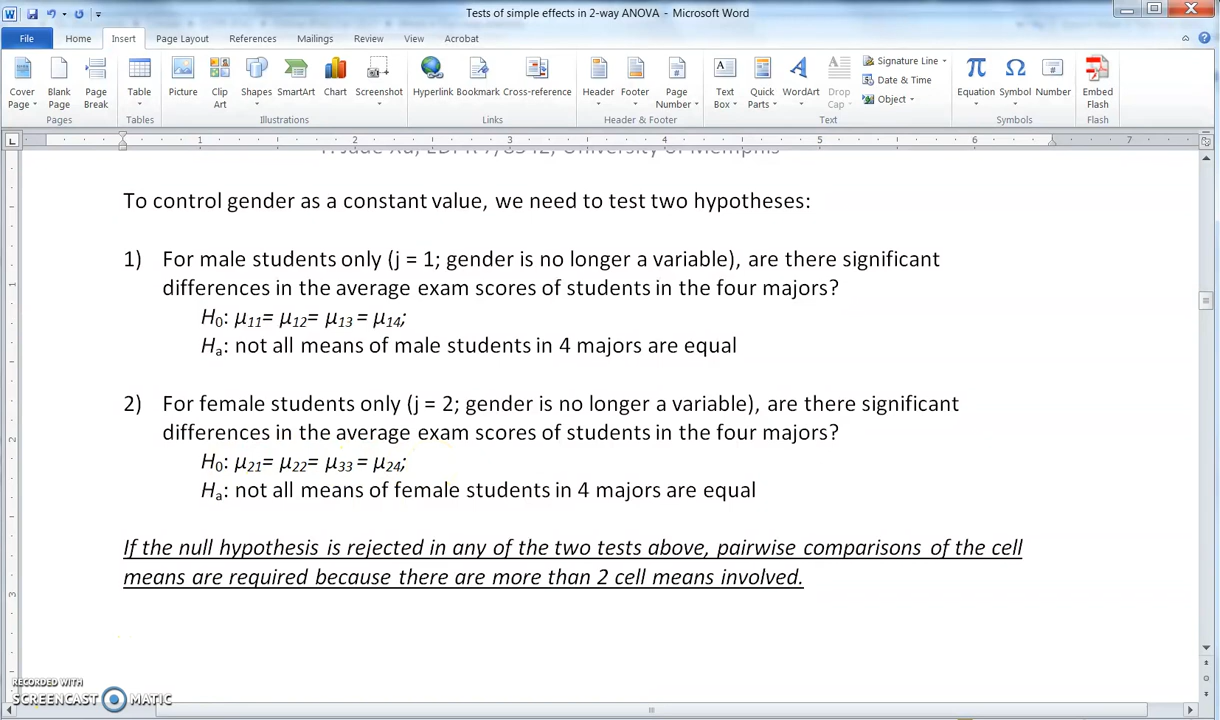 Tests of simple effects in 2-way ANOVA - Microsoft Word
File Home Insert Page Layout References Mailings Review View Acrobat
Cover Page Blank Page Page Break Table Picture Clip Art Shapes SmartArt Chart Screenshot Hyperlink Bookmark Cross-reference Header Footer Page Number Text Box Quick Parts WordArt Drop Cap Signature Line Date & Time Object Equation Symbol Number Embed Flash
Pages Tables Illustrations Links Header & Footer Text Symbols Flash
1 2 3 4 5 6 7
University of Memphis
To control gender as a constant value, we need to test two hypotheses:
1) For male students only (j = 1; gender is no longer a variable), are there significant
differences in the average exam scores of students in the four majors?
H₀: μ₁₁= μ₁₂= μ₁₃ = μ₁₄;
Hₐ: not all means of male students in 4 majors are equal
2) For female students only (j = 2; gender is no longer a variable), are there significant
differences in the average exam scores of students in the four majors?
H₀: μ₂₁= μ₂₂= μ₃₃ = μ₂₄;
Hₐ: not all means of female students in 4 majors are equal
If the null hypothesis is rejected in any of the two tests above, pairwise comparisons of the cell
means are required because there are more than 2 cell means involved.
RECORDED WITH
SCREENCAST MATIC